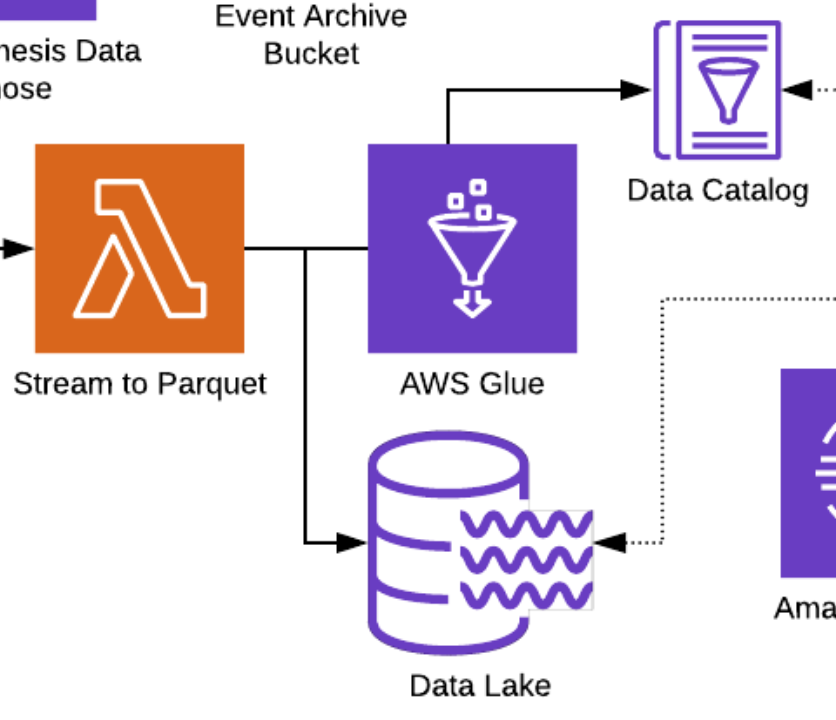 Event Archive
Bucket
nesis Data
ose
Data Catalog
Stream to Parquet
AWS Glue
Ama
Data Lake